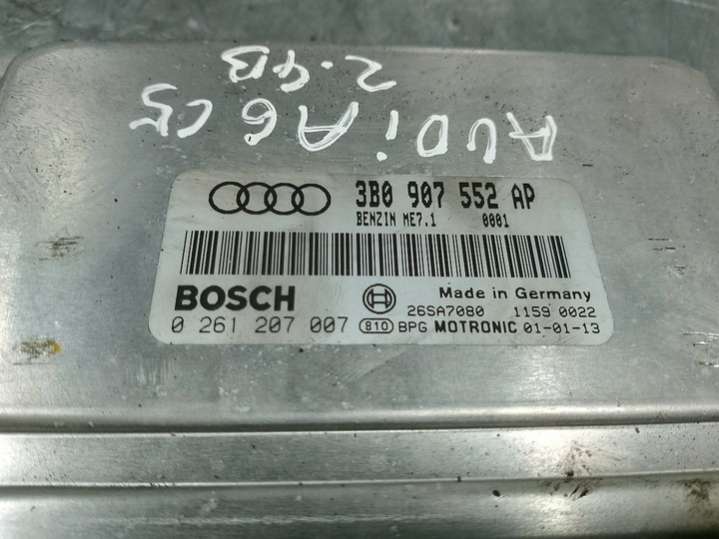 AUDi A6 C5
2.4B
3B0 907 552 AP
BENZIN ME7.1 0001
BOSCH
Made in Germany
26SA7080 1159 0022
0 261 207 007 810 BPG MOTRONIC 01-01-13